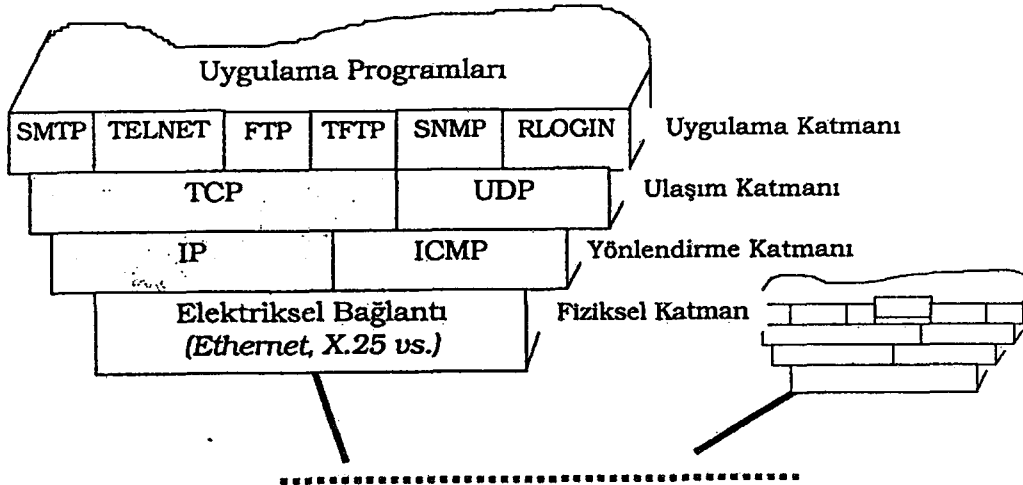 Uygulama Programları
SMTP TELNET FTP TFTP SNMP RLOGIN Uygulama Katmanı
TCP UDP Ulaşım Katmanı
IP ICMP Yönlendirme Katmanı
Elektriksel Bağlantı Fiziksel Katman
(Ethernet, X.25 vs.)